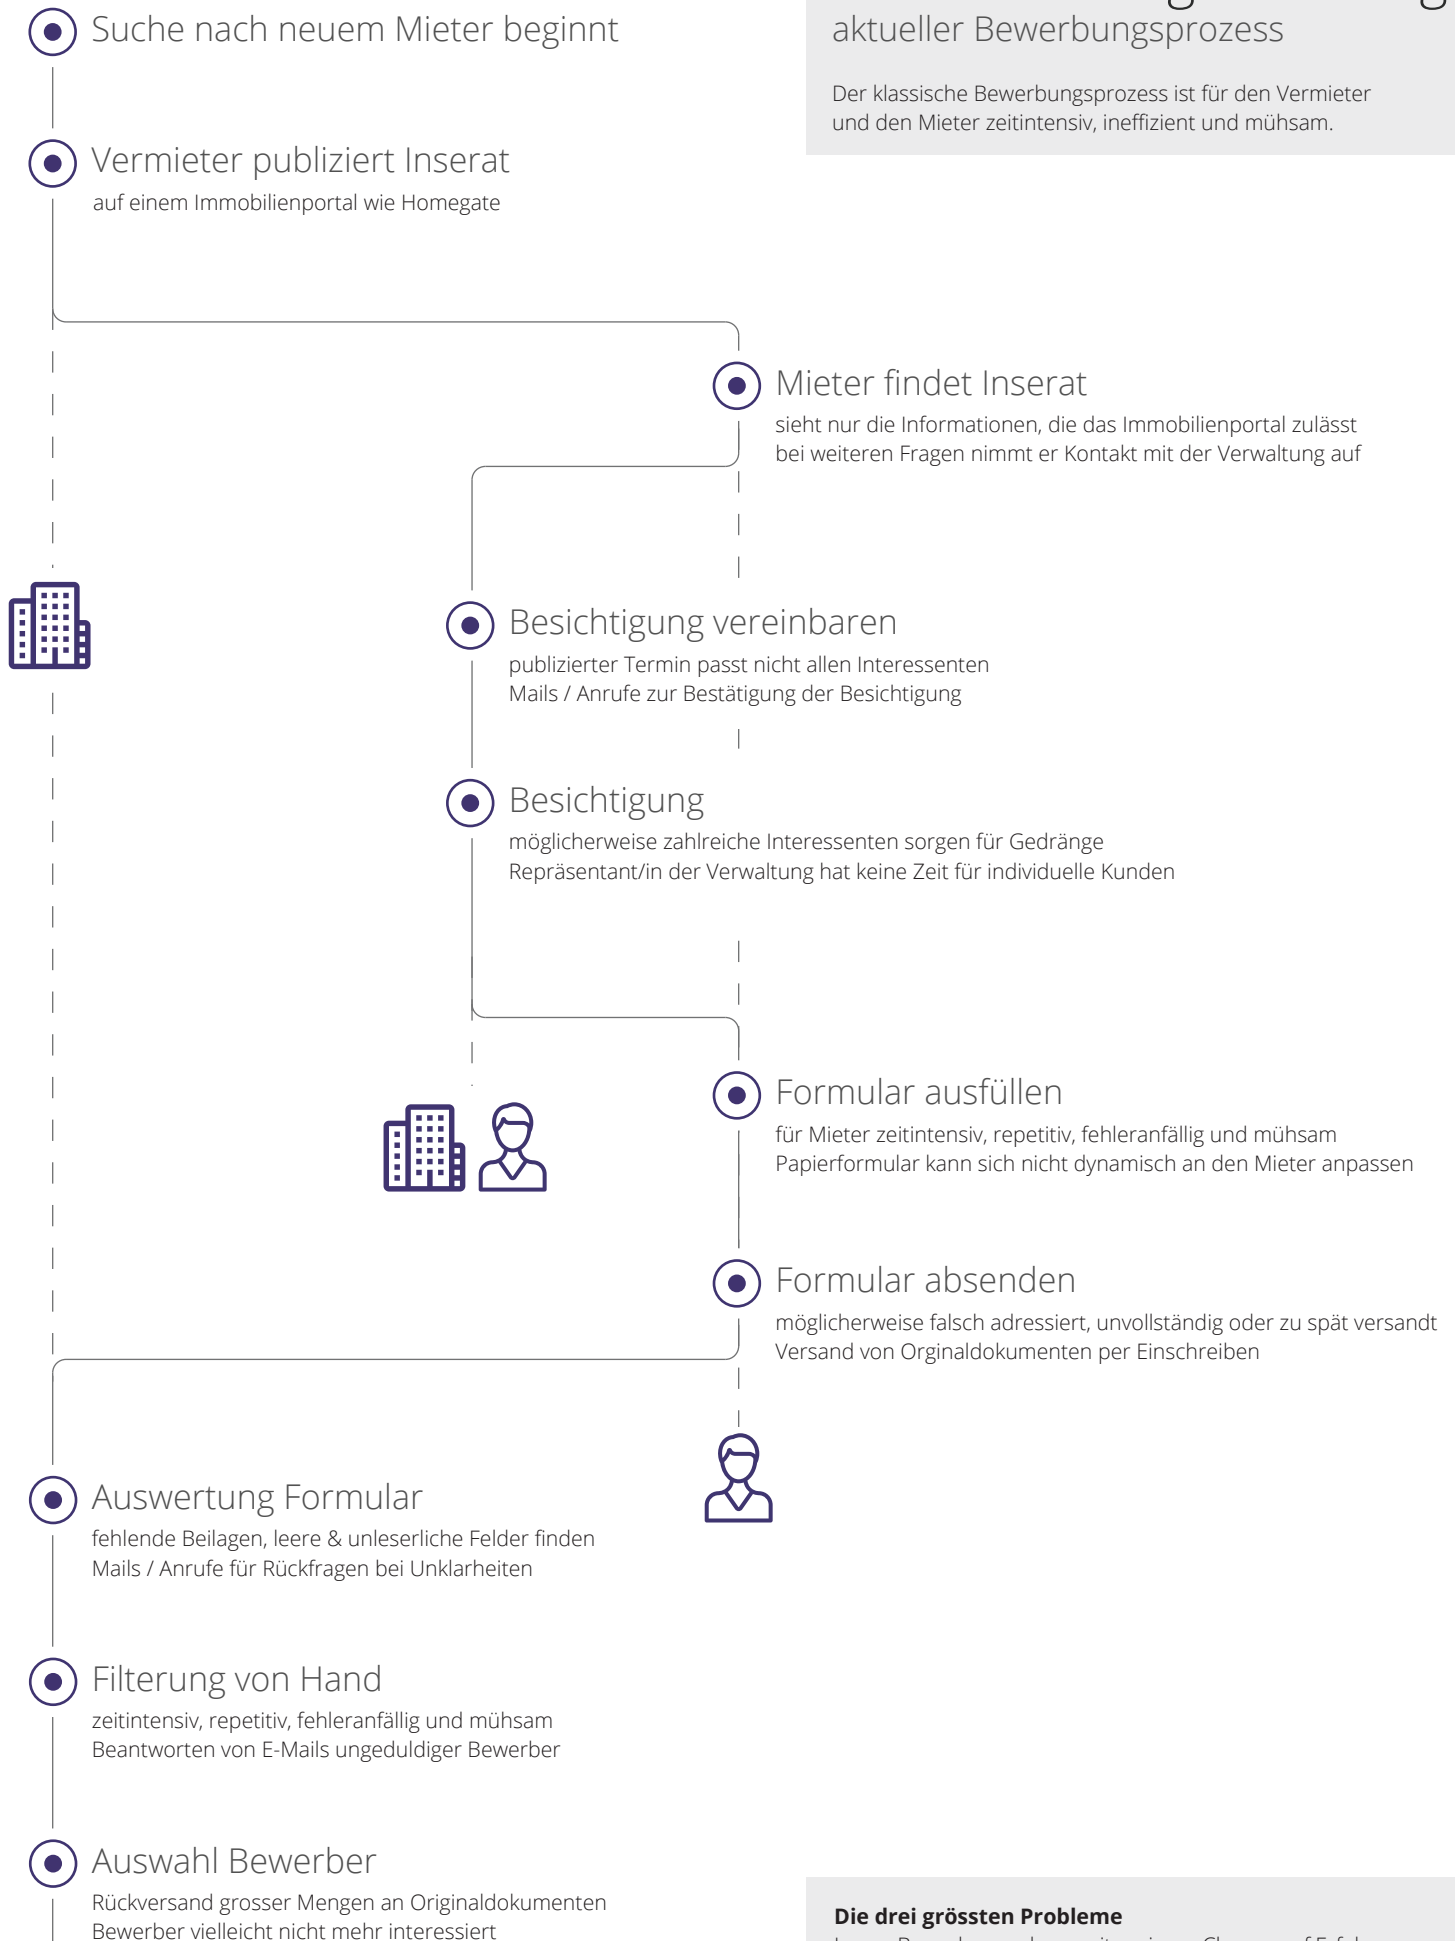 Suche nach neuem Mieter beginnt
aktueller Bewerbungsprozess
Der klassische Bewerbungsprozess ist für den Vermieter
und den Mieter zeitintensiv, ineffizient und mühsam.
Vermieter publiziert Inserat
auf einem Immobilienportal wie Homegate
Mieter findet Inserat
sieht nur die Informationen, die das Immobilienportal zulässt
bei weiteren Fragen nimmt er Kontakt mit der Verwaltung auf
Besichtigung vereinbaren
publizierter Termin passt nicht allen Interessenten
Mails / Anrufe zur Bestätigung der Besichtigung
Besichtigung
möglicherweise zahlreiche Interessenten sorgen für Gedränge
Repräsentant/in der Verwaltung hat keine Zeit für individuelle Kunden
Formular ausfüllen
für Mieter zeitintensiv, repetitiv, fehleranfällig und mühsam
Papierformular kann sich nicht dynamisch an den Mieter anpassen
Formular absenden
möglicherweise falsch adressiert, unvollständig oder zu spät versandt
Versand von Orginaldokumenten per Einschreiben
Auswertung Formular
fehlende Beilagen, leere & unleserliche Felder finden
Mails / Anrufe für Rückfragen bei Unklarheiten
Filterung von Hand
zeitintensiv, repetitiv, fehleranfällig und mühsam
Beantworten von E-Mails ungeduldiger Bewerber
Auswahl Bewerber
Rückversand grosser Mengen an Originaldokumenten
Bewerber vielleicht nicht mehr interessiert
Die drei grössten Probleme